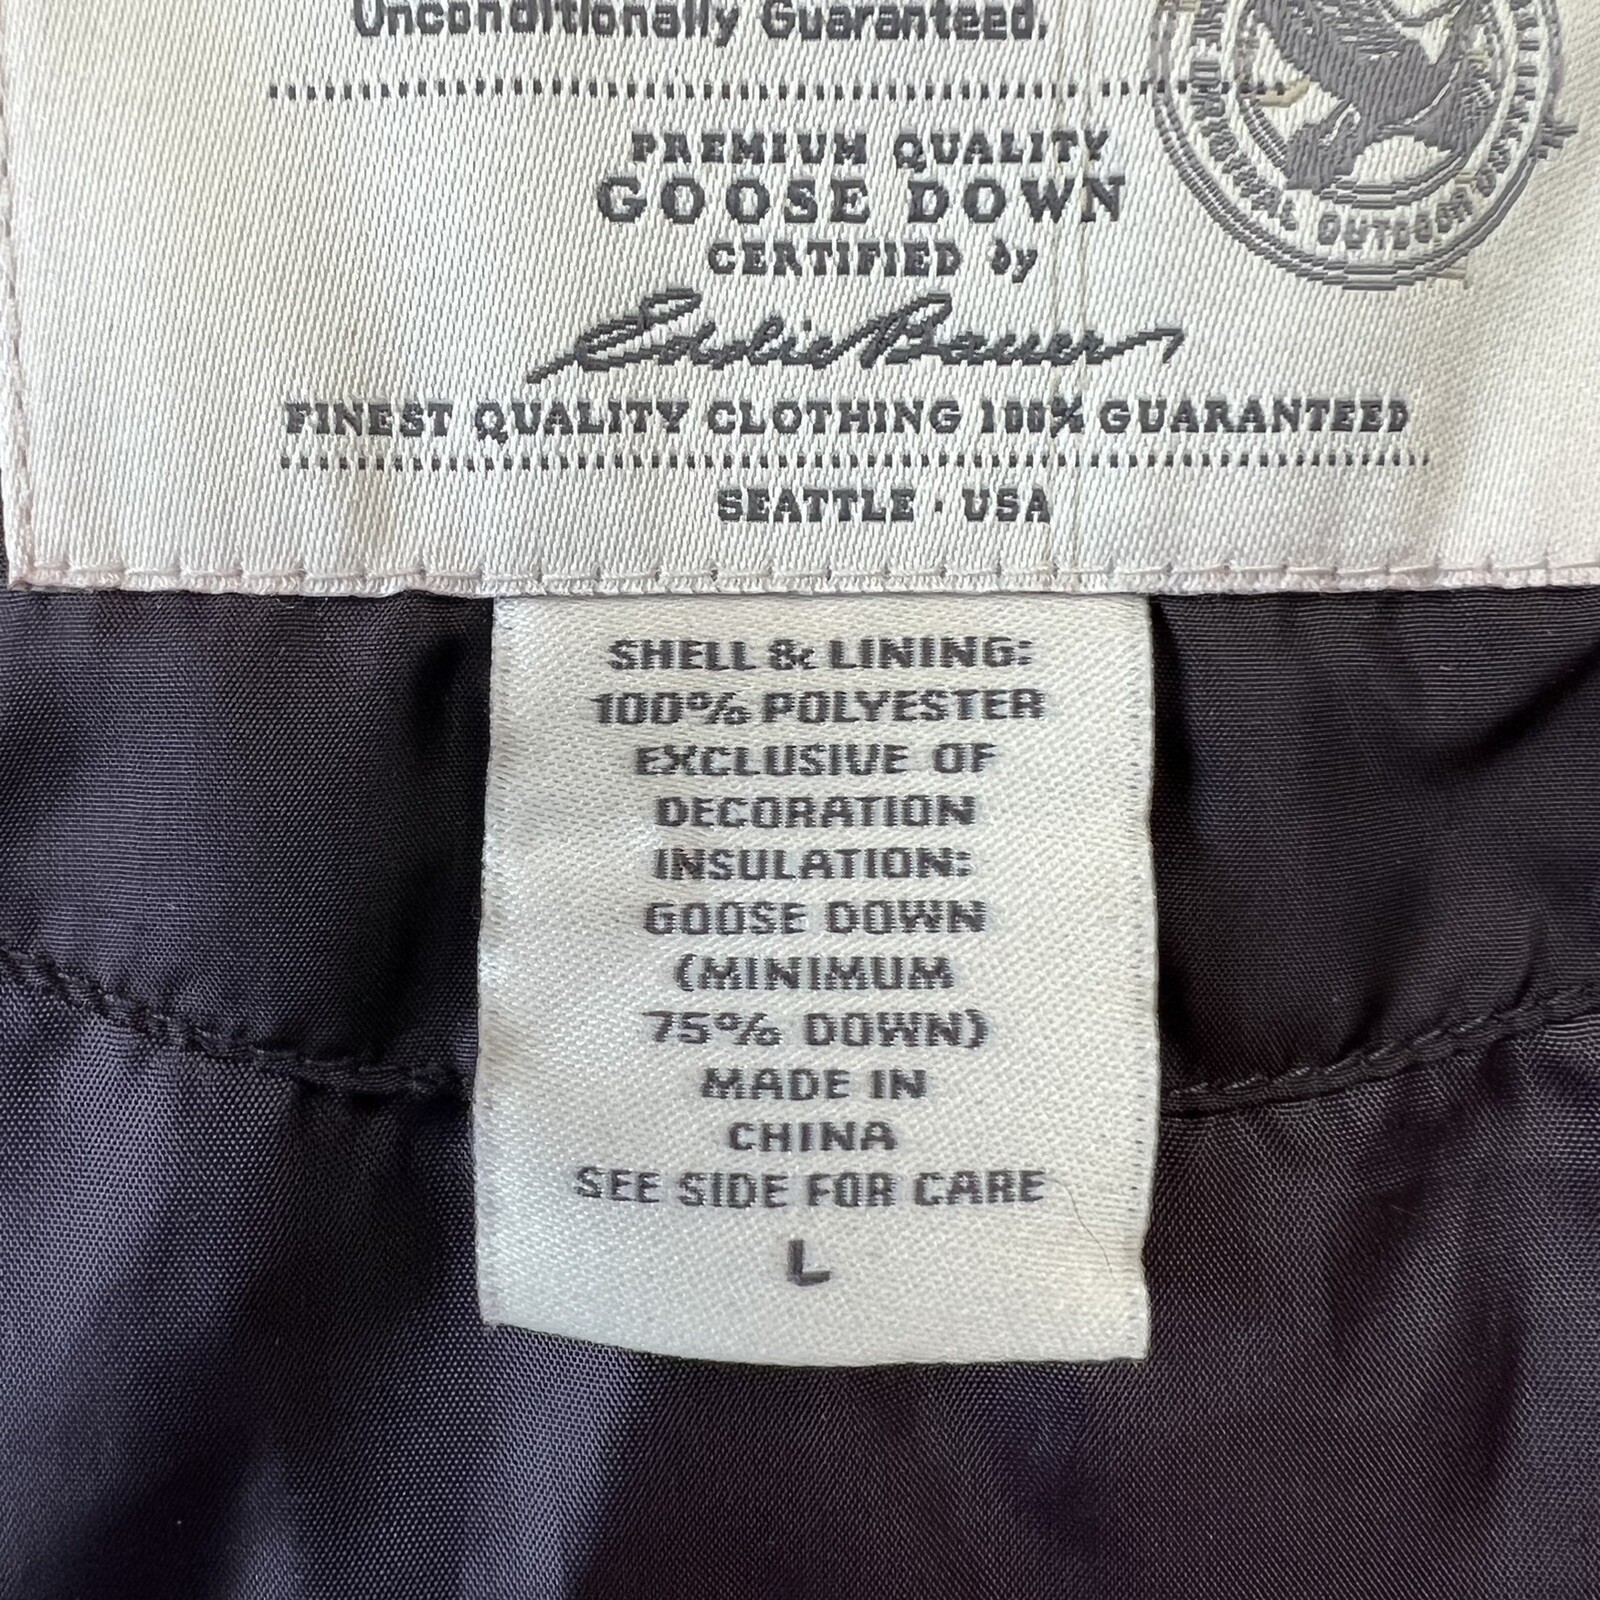 Unconditionally Guaranteed.
PREMIUM QUALITY
GOOSE DOWN
CERTIFIED by
Eddie Bauer
FINEST QUALITY CLOTHING 100% GUARANTEED
SEATTLE · USA
OUTDOOR
SHELL & LINING:
100% POLYESTER
EXCLUSIVE OF
DECORATION
INSULATION:
GOOSE DOWN
(MINIMUM
75% DOWN)
MADE IN
CHINA
SEE SIDE FOR CARE
L